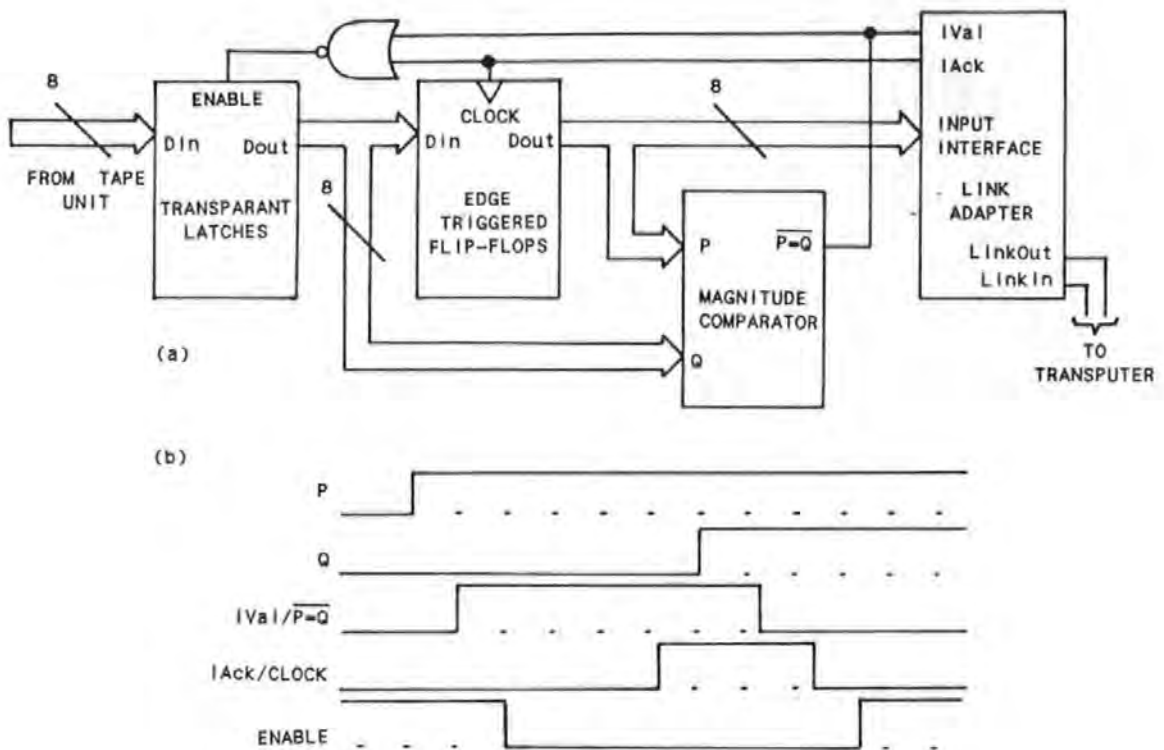 IVal
IAck
8
ENABLE
CLOCK
8
Din
Dout
Din
Dout
INPUT
INTERFACE
FROM TAPE
UNIT
TRANSPARANT
LATCHES
8
EDGE
TRIGGERED
FLIP-FLOPS
LINK
ADAPTER
P
P=Q
LinkOut
LinkIn
MAGNITUDE
COMPARATOR
(a)
Q
TO
TRANSPUTER
(b)
P
Q
IVal/P=Q
IAck/CLOCK
ENABLE